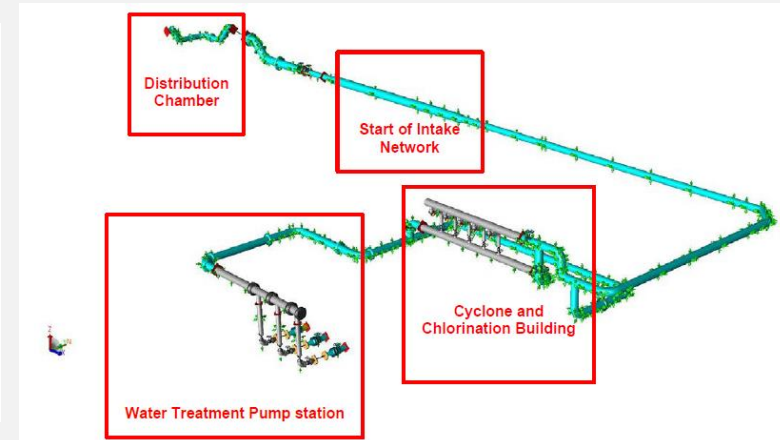 Distribution
Chamber
Start of Intake
Network
Cyclone and
Chlorination Building
Water Treatment Pump station
Z